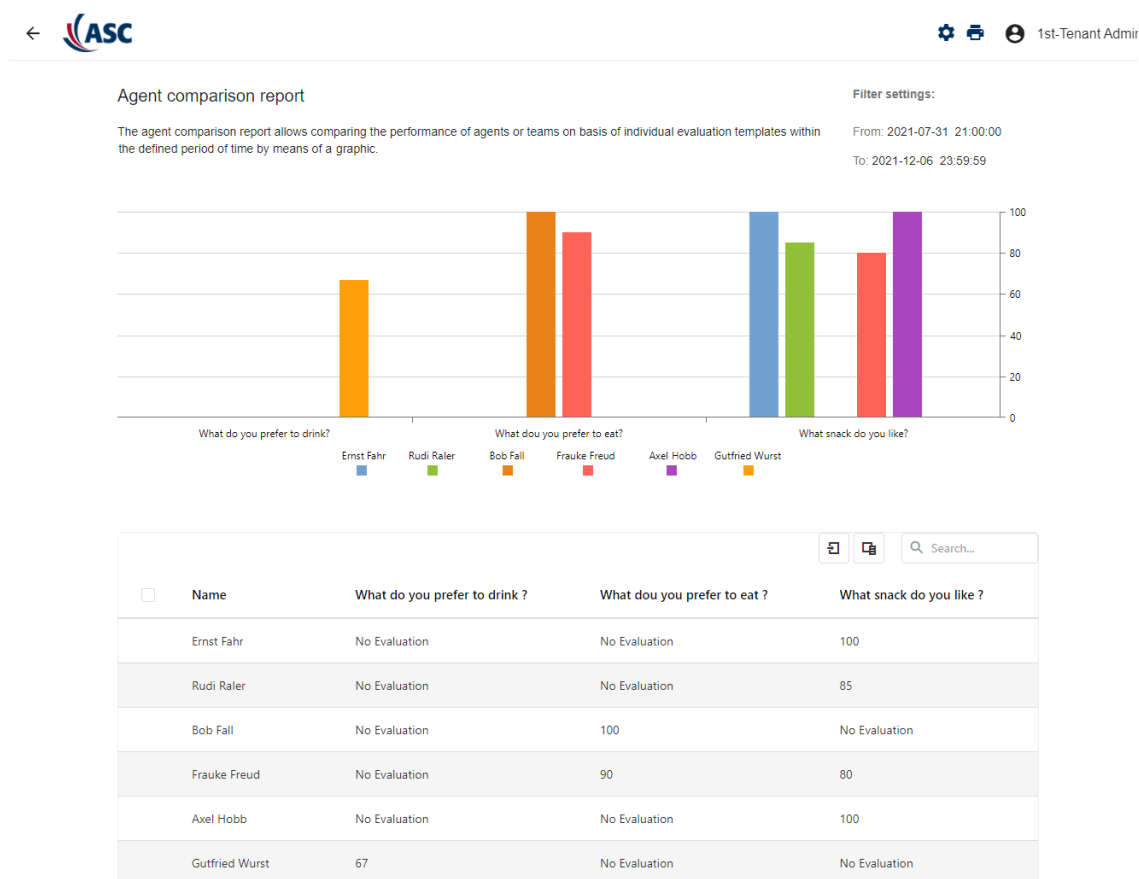 ASC
1st-Tenant Admin
Agent comparison report
Filter settings:
The agent comparison report allows comparing the performance of agents or teams on basis of individual evaluation templates within
the defined period of time by means of a graphic.
From: 2021-07-31 21:00:00
To: 2021-12-06 23:59:59
100
80
60
40
20
0
What do you prefer to drink? What dou you prefer to eat? What snack do you like?
Ernst Fahr Rudi Raler Bob Fall Frauke Freud Axel Hobb Gutfried Wurst
Search...
Name What do you prefer to drink ? What dou you prefer to eat ? What snack do you like ?
Ernst Fahr No Evaluation No Evaluation 100
Rudi Raler No Evaluation No Evaluation 85
Bob Fall No Evaluation 100 No Evaluation
Frauke Freud No Evaluation 90 80
Axel Hobb No Evaluation No Evaluation 100
Gutfried Wurst 67 No Evaluation No Evaluation